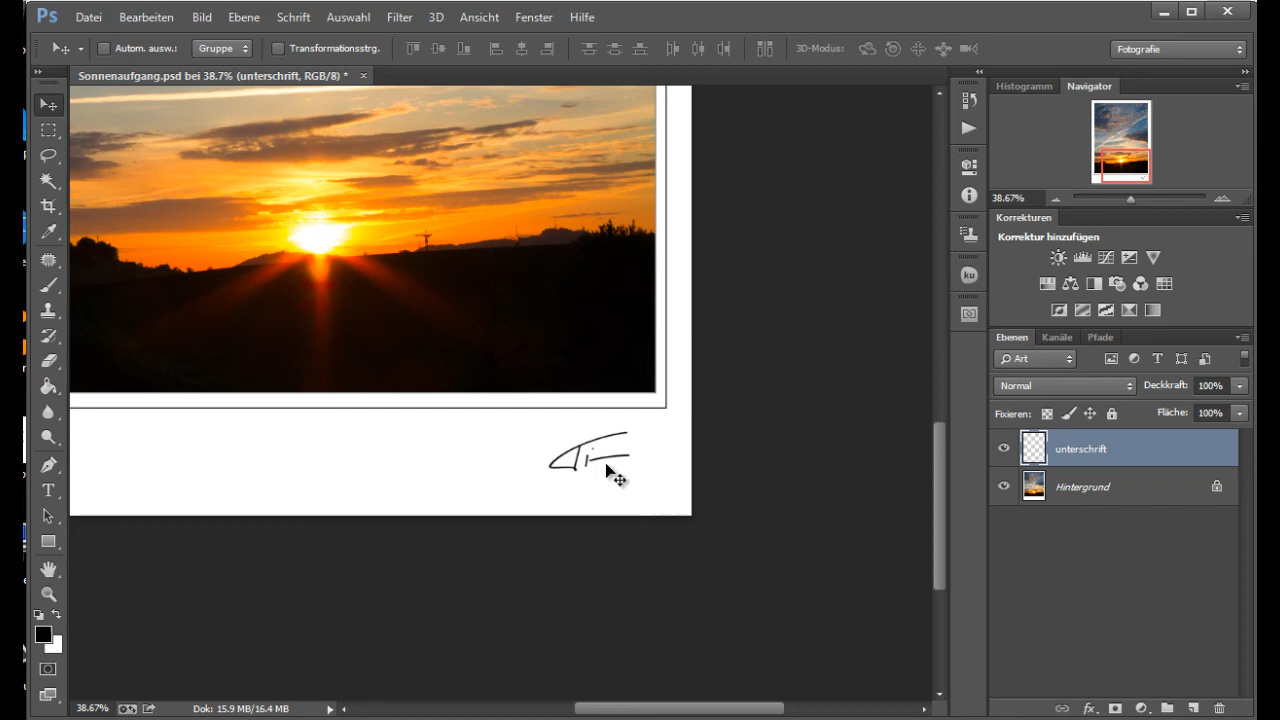 Ps Datei Bearbeiten Bild Ebene Schrift Auswahl Filter 3D Ansicht Fenster Hilfe
Autom. ausw.: Gruppe Transformationsstrg. 3D-Modus: Fotografie
Sonnenaufgang.psd bei 38.7% (unterschrift, RGB/8) *
Histogramm Navigator
38.67%
Korrekturen
Korrektur hinzufügen
Ebenen Kanäle Pfade
Art
Normal Deckkraft: 100%
Fixieren: Fläche: 100%
unterschrift
Hintergrund
ku
38.67% Dok: 15.9 MB/16.4 MB